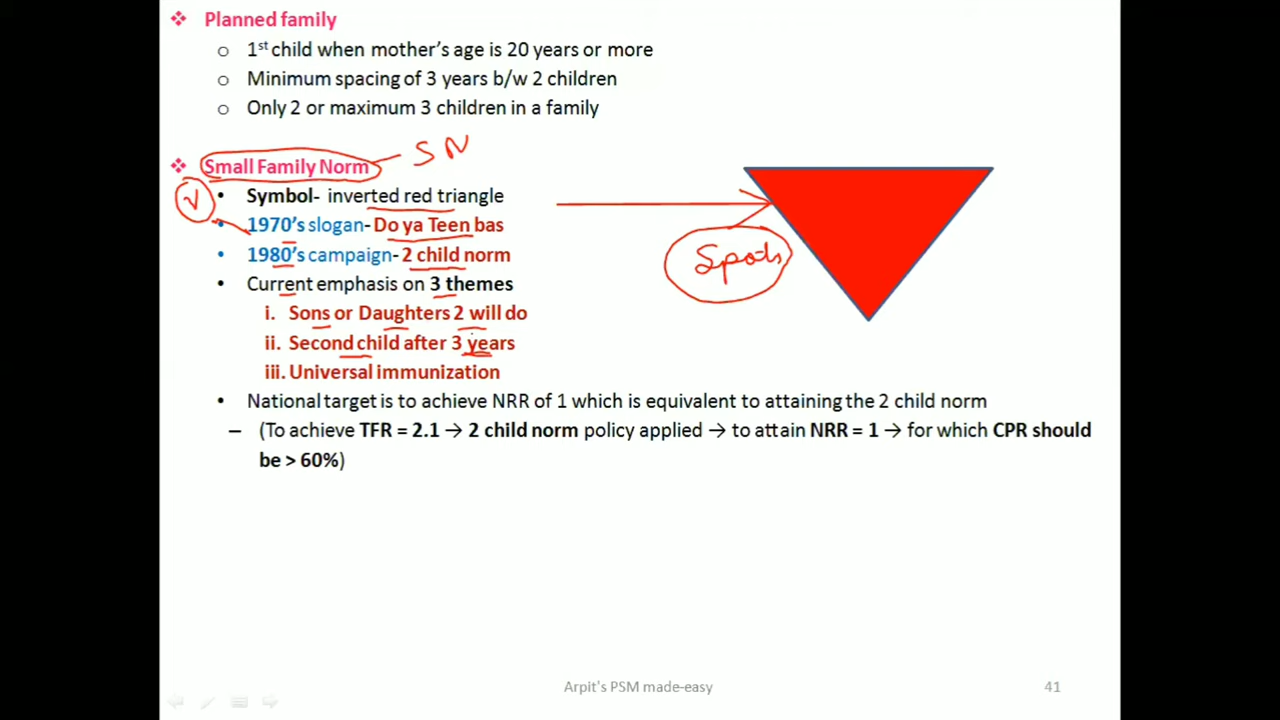 ❖ Planned family
o 1st child when mother's age is 20 years or more
o Minimum spacing of 3 years b/w 2 children
o Only 2 or maximum 3 children in a family
❖ Small Family Norm SN
• Symbol- inverted red triangle
• 1970's slogan- Do ya Teen bas
• 1980's campaign- 2 child norm
• Current emphasis on 3 themes
i. Sons or Daughters 2 will do
ii. Second child after 3 years
iii. Universal immunization
• National target is to achieve NRR of 1 which is equivalent to attaining the 2 child norm
– (To achieve TFR = 2.1 → 2 child norm policy applied → to attain NRR = 1 → for which CPR should
be > 60%)
Arpit's PSM made-easy 41